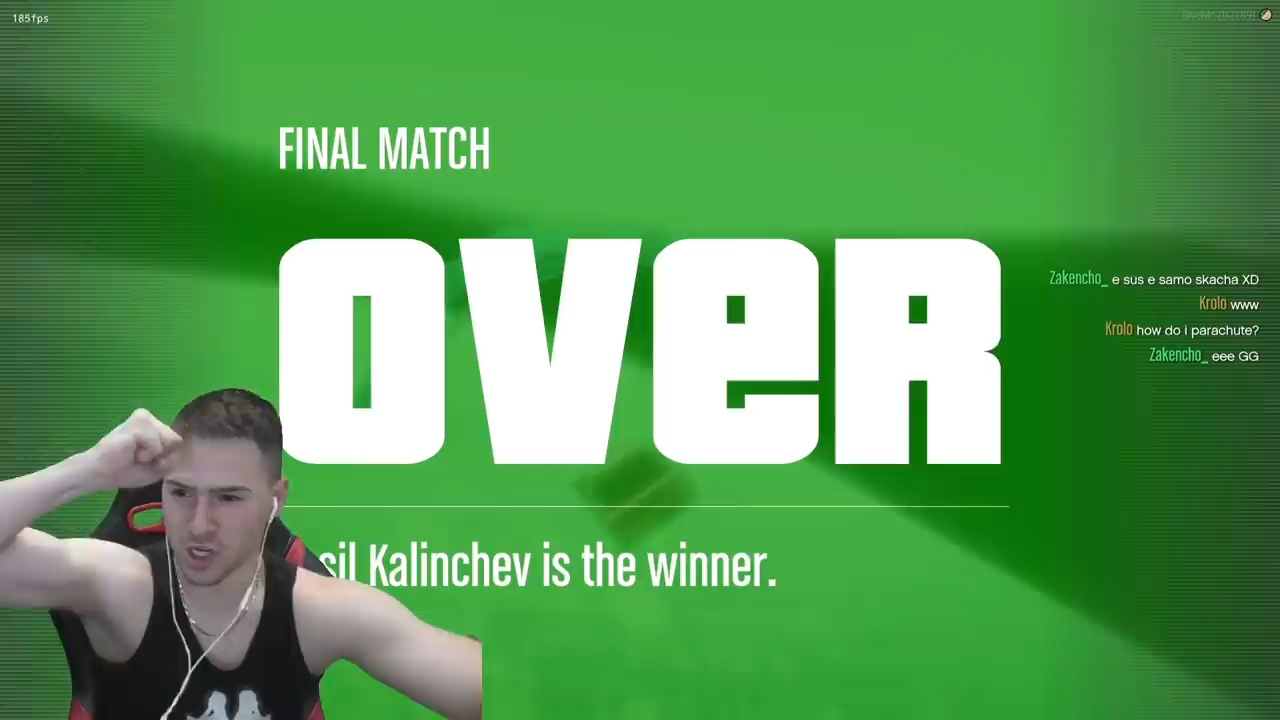 185fps
FINAL MATCH
over
Zakencho_ e sus e samo skacha XD
Krolo www
Krolo how do i parachute?
Zakencho_ eee GG
sil Kalinchev is the winner.